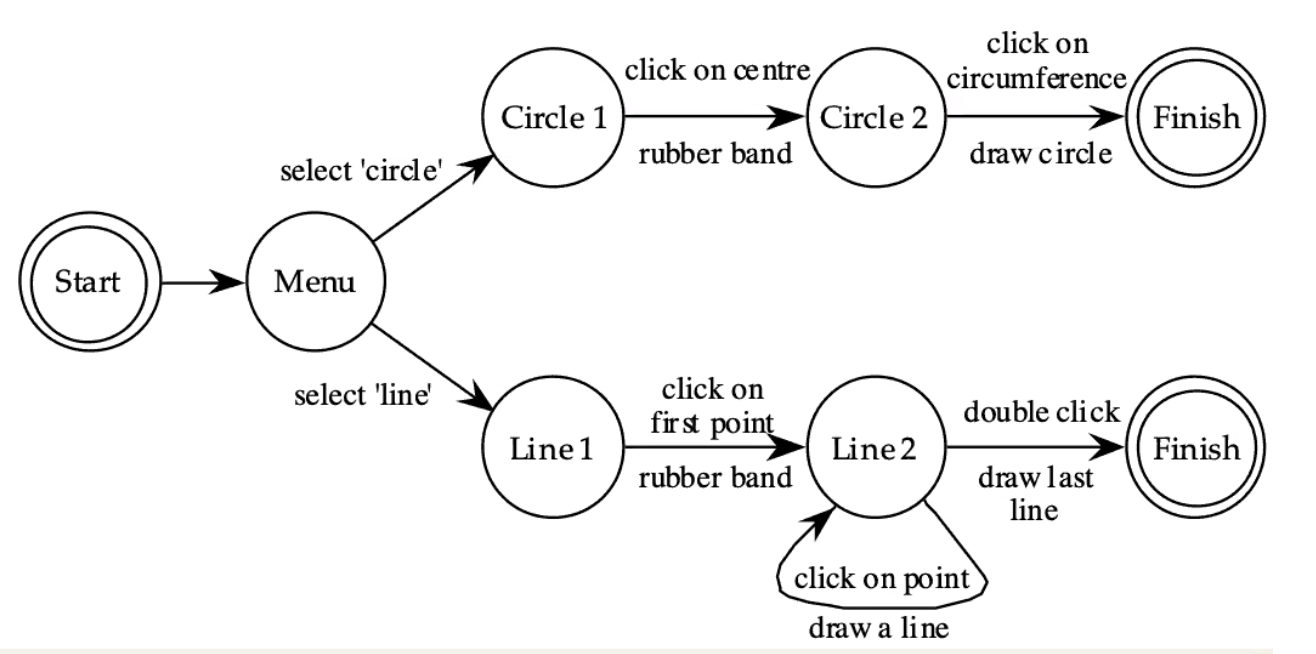 click on
circumference
click on centre
Circle 1
Circle 2
Finish
rubber band
draw circle
select 'circle'
Start
Menu
select 'line'
click on
first point
double click
Line 1
Line 2
Finish
rubber band
draw last
line
click on point
draw a line